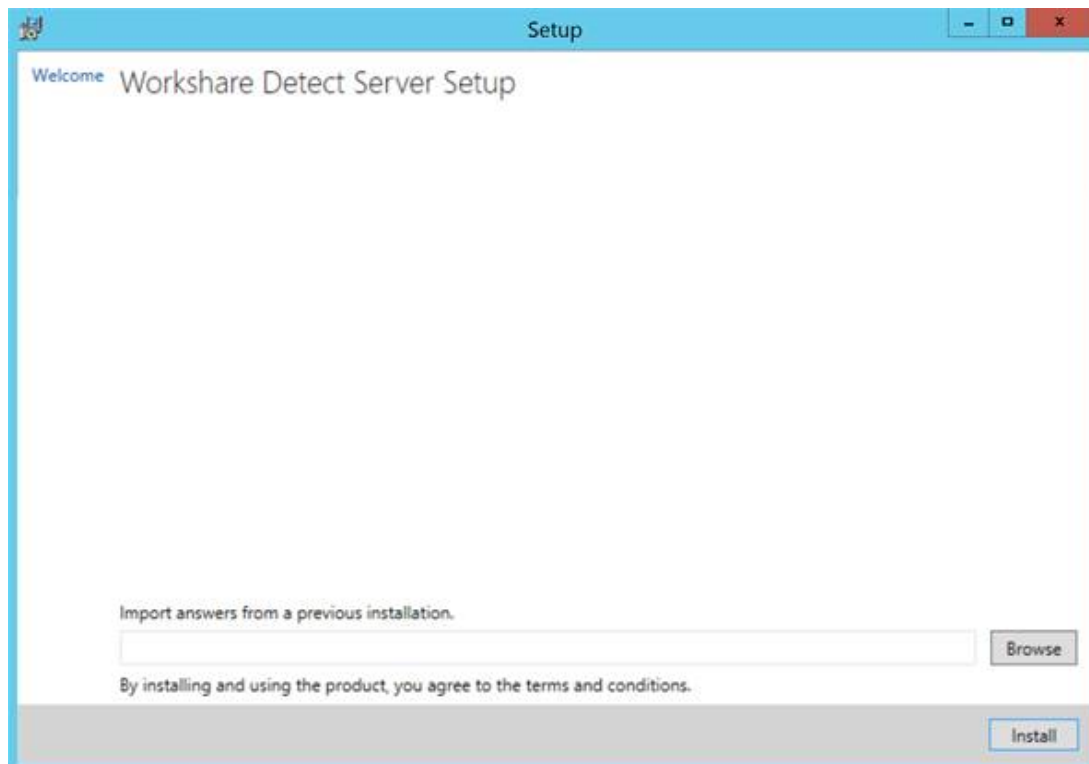 Setup
Welcome
Workshare Detect Server Setup
Import answers from a previous installation.
Browse
By installing and using the product, you agree to the terms and conditions.
Install